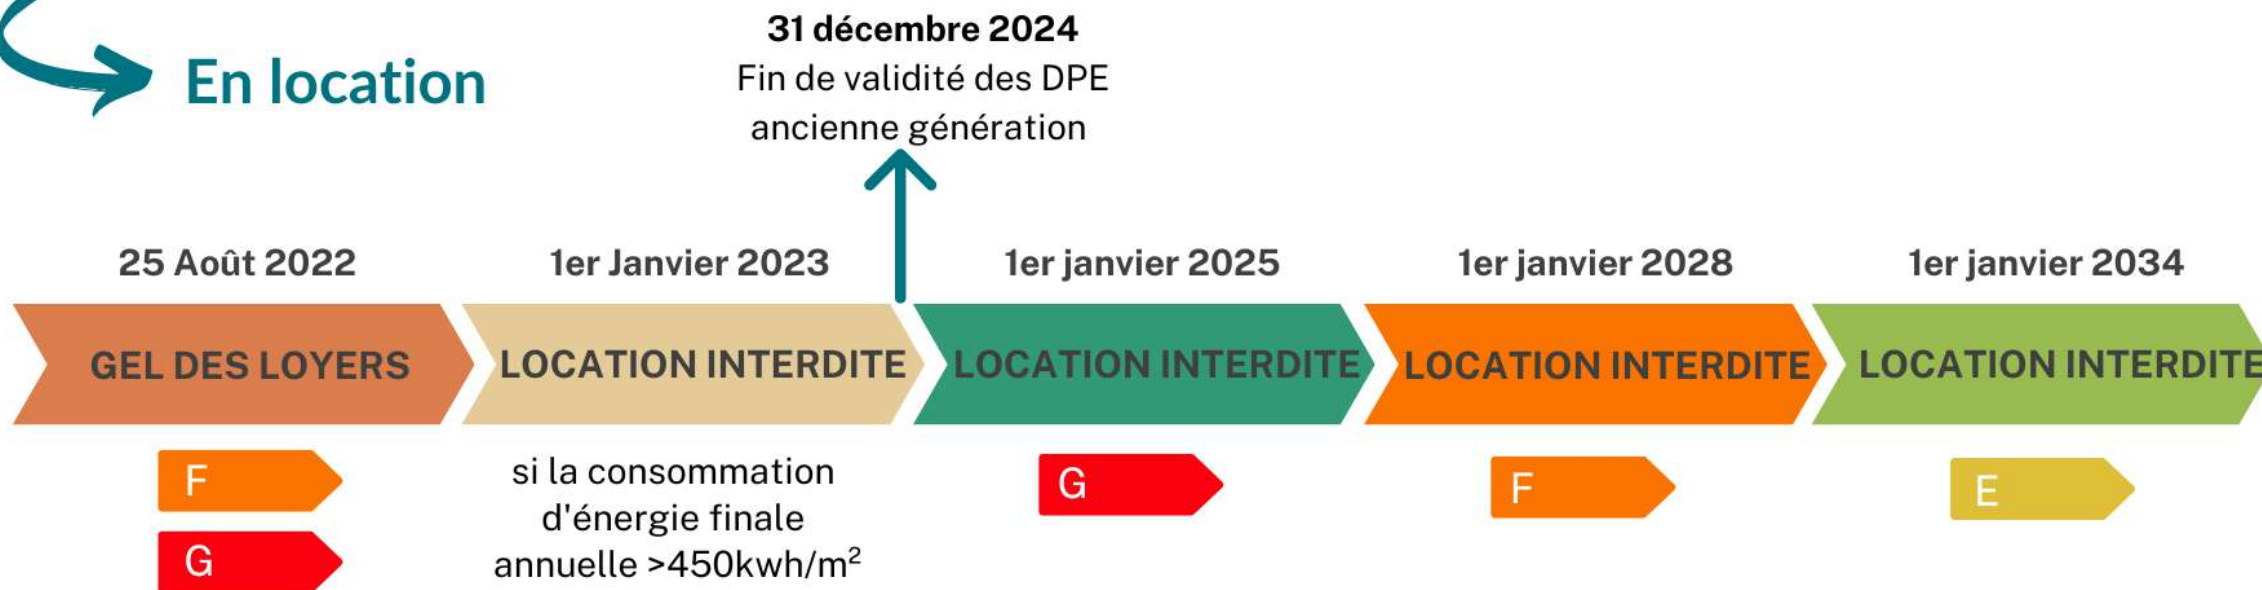 En location
31 décembre 2024
Fin de validité des DPE
ancienne génération
25 Août 2022
1er Janvier 2023
1er janvier 2025
1er janvier 2028
1er janvier 2034
GEL DES LOYERS
LOCATION INTERDITE
LOCATION INTERDITE
LOCATION INTERDITE
LOCATION INTERDITE
F
G
si la consommation
d'énergie finale
annuelle >450kwh/m²
G
F
E